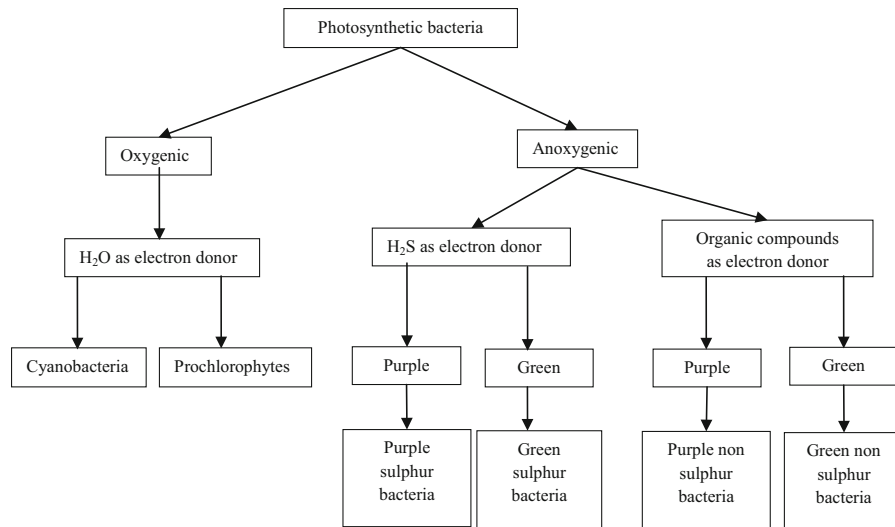 Photosynthetic bacteria
Oxygenic
Anoxygenic
H₂O as electron donor
H₂S as electron donor
Organic compounds
as electron donor
Cyanobacteria
Prochlorophytes
Purple
Green
Purple
Green
Purple
sulphur
bacteria
Green
sulphur
bacteria
Purple non
sulphur
bacteria
Green non
sulphur
bacteria